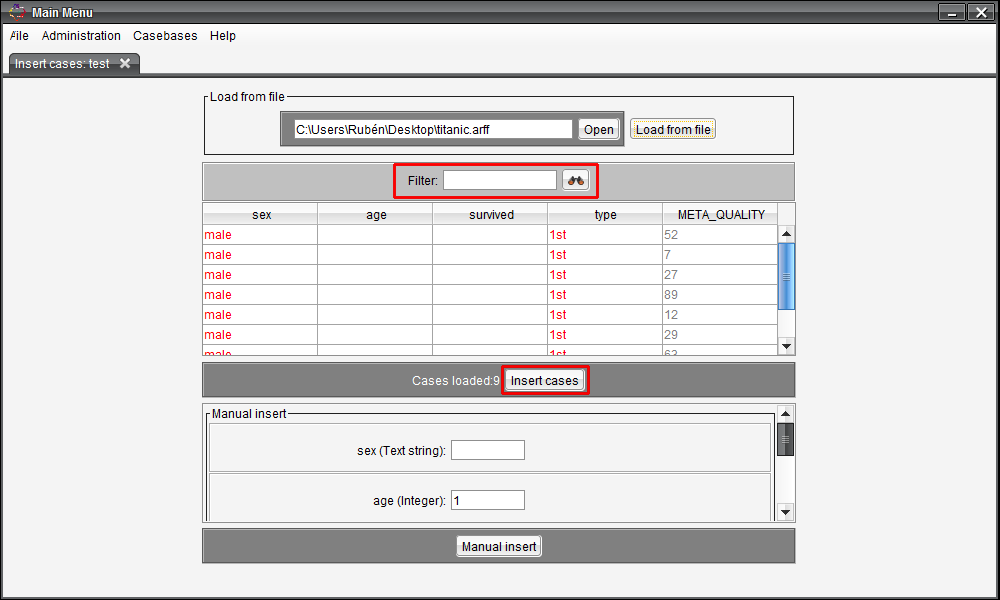 Main Menu
File Administration Casebases Help
Insert cases: test
Load from file
C:\Users\Rubén\Desktop\titanic.arff Open Load from file
Filter:
sex age survived type META_QUALITY
male 1st 52
male 1st 7
male 1st 27
male 1st 89
male 1st 12
male 1st 29
male 1st 63
Cases loaded:9 Insert cases
Manual insert
sex (Text string):
age (Integer): 1
Manual insert